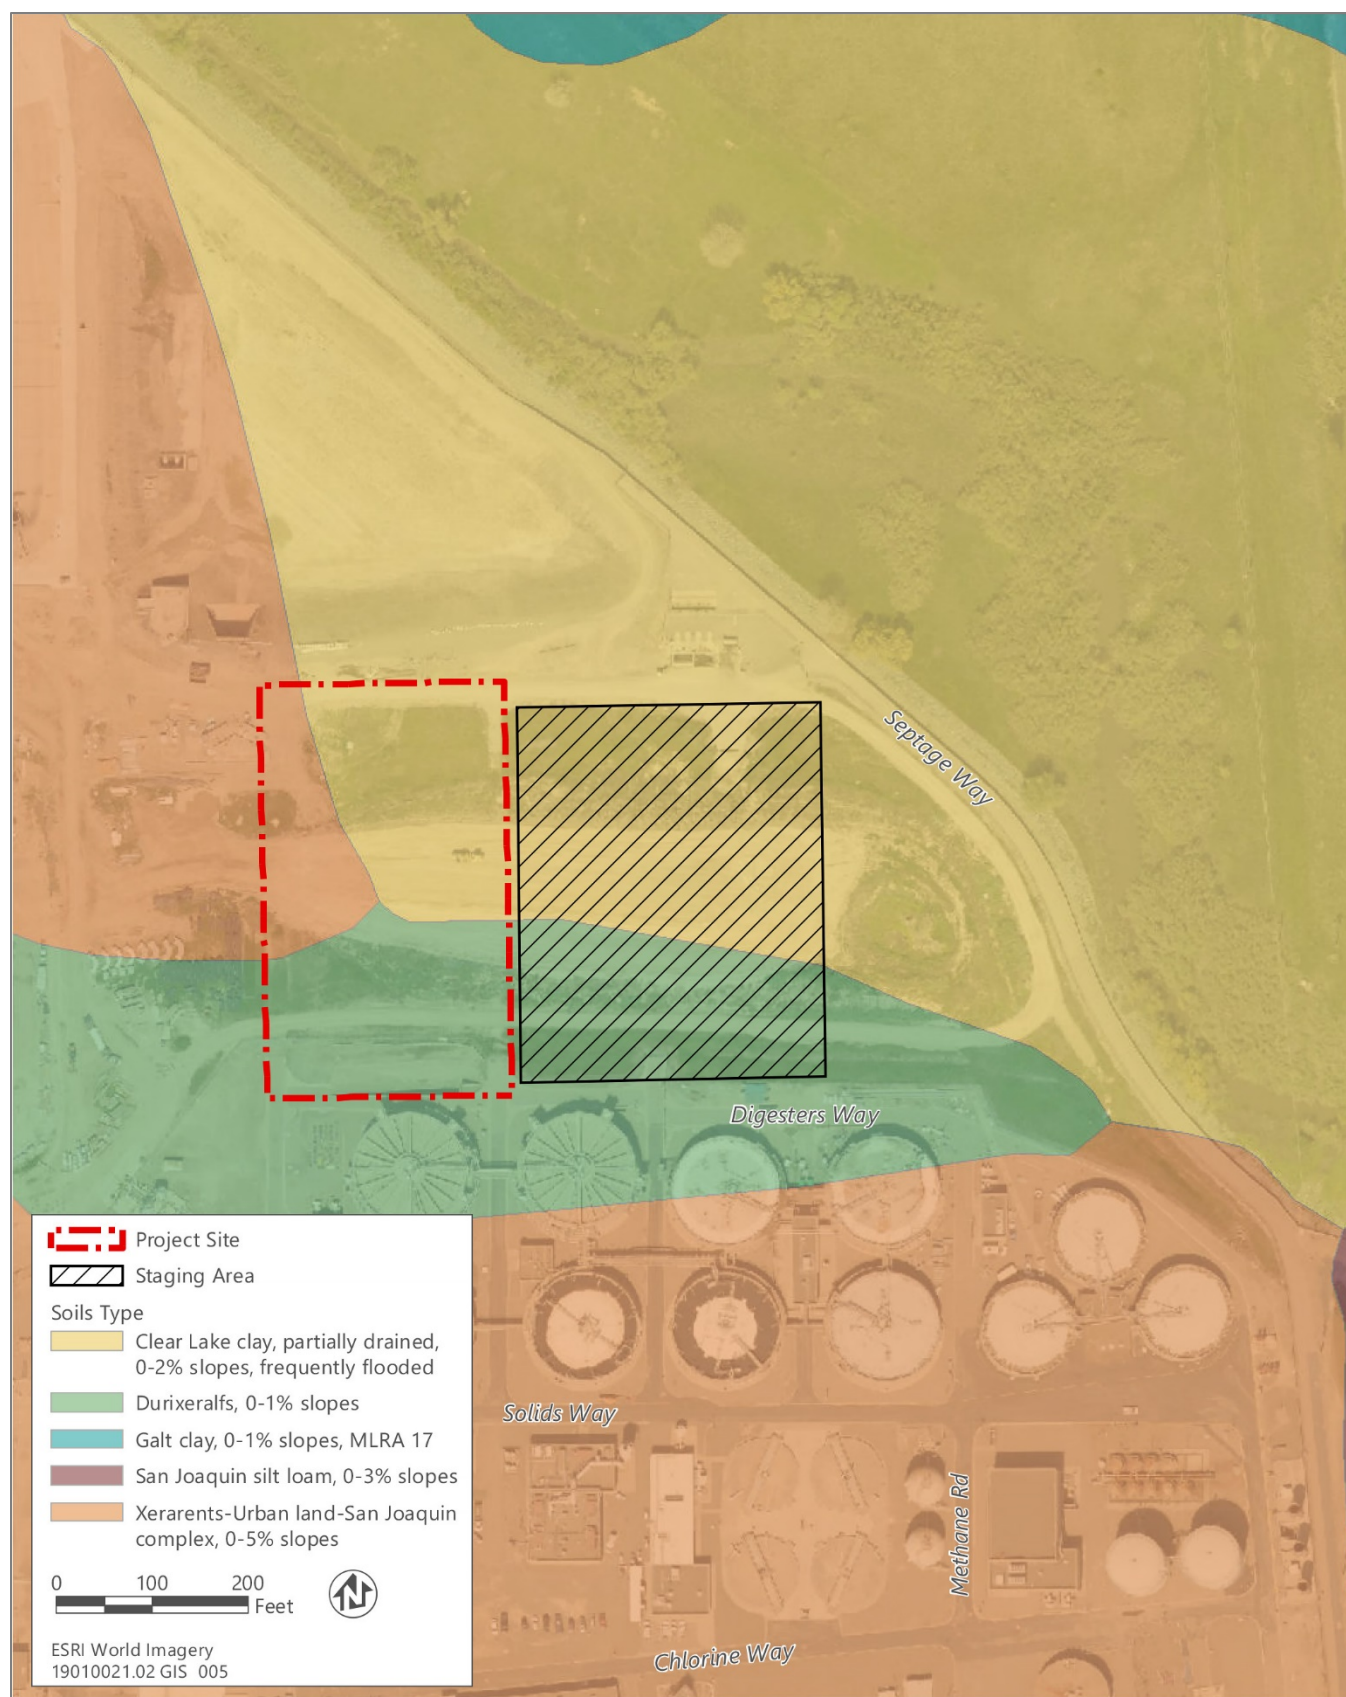 Septage Way
Digesters Way
Project Site
Staging Area
Soils Type
Clear Lake clay, partially drained,
0-2% slopes, frequently flooded
Durixeralfs, 0-1% slopes
Galt clay, 0-1% slopes, MLRA 17
San Joaquin silt loam, 0-3% slopes
Xerarents-Urban land-San Joaquin
complex, 0-5% slopes
0 100 200
Feet
N
ESRI World Imagery
19010021.02 GIS 005
Solids Way
Methane Rd
Chlorine Way